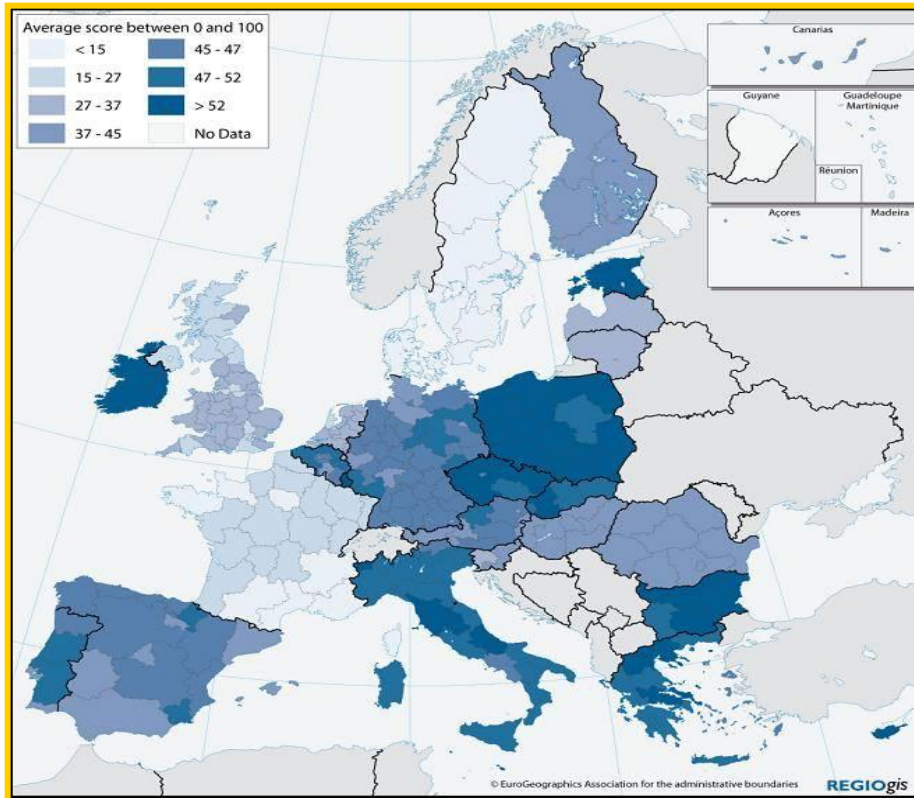 Average score between 0 and 100
< 15
45 - 47
15 - 27
47 - 52
27 - 37
> 52
37 - 45
No Data
Canarias
Guyane
Guadeloupe
Martinique
Réunion
Açores
Madeira
© EuroGeographics Association for the administrative boundaries
REGIOgis